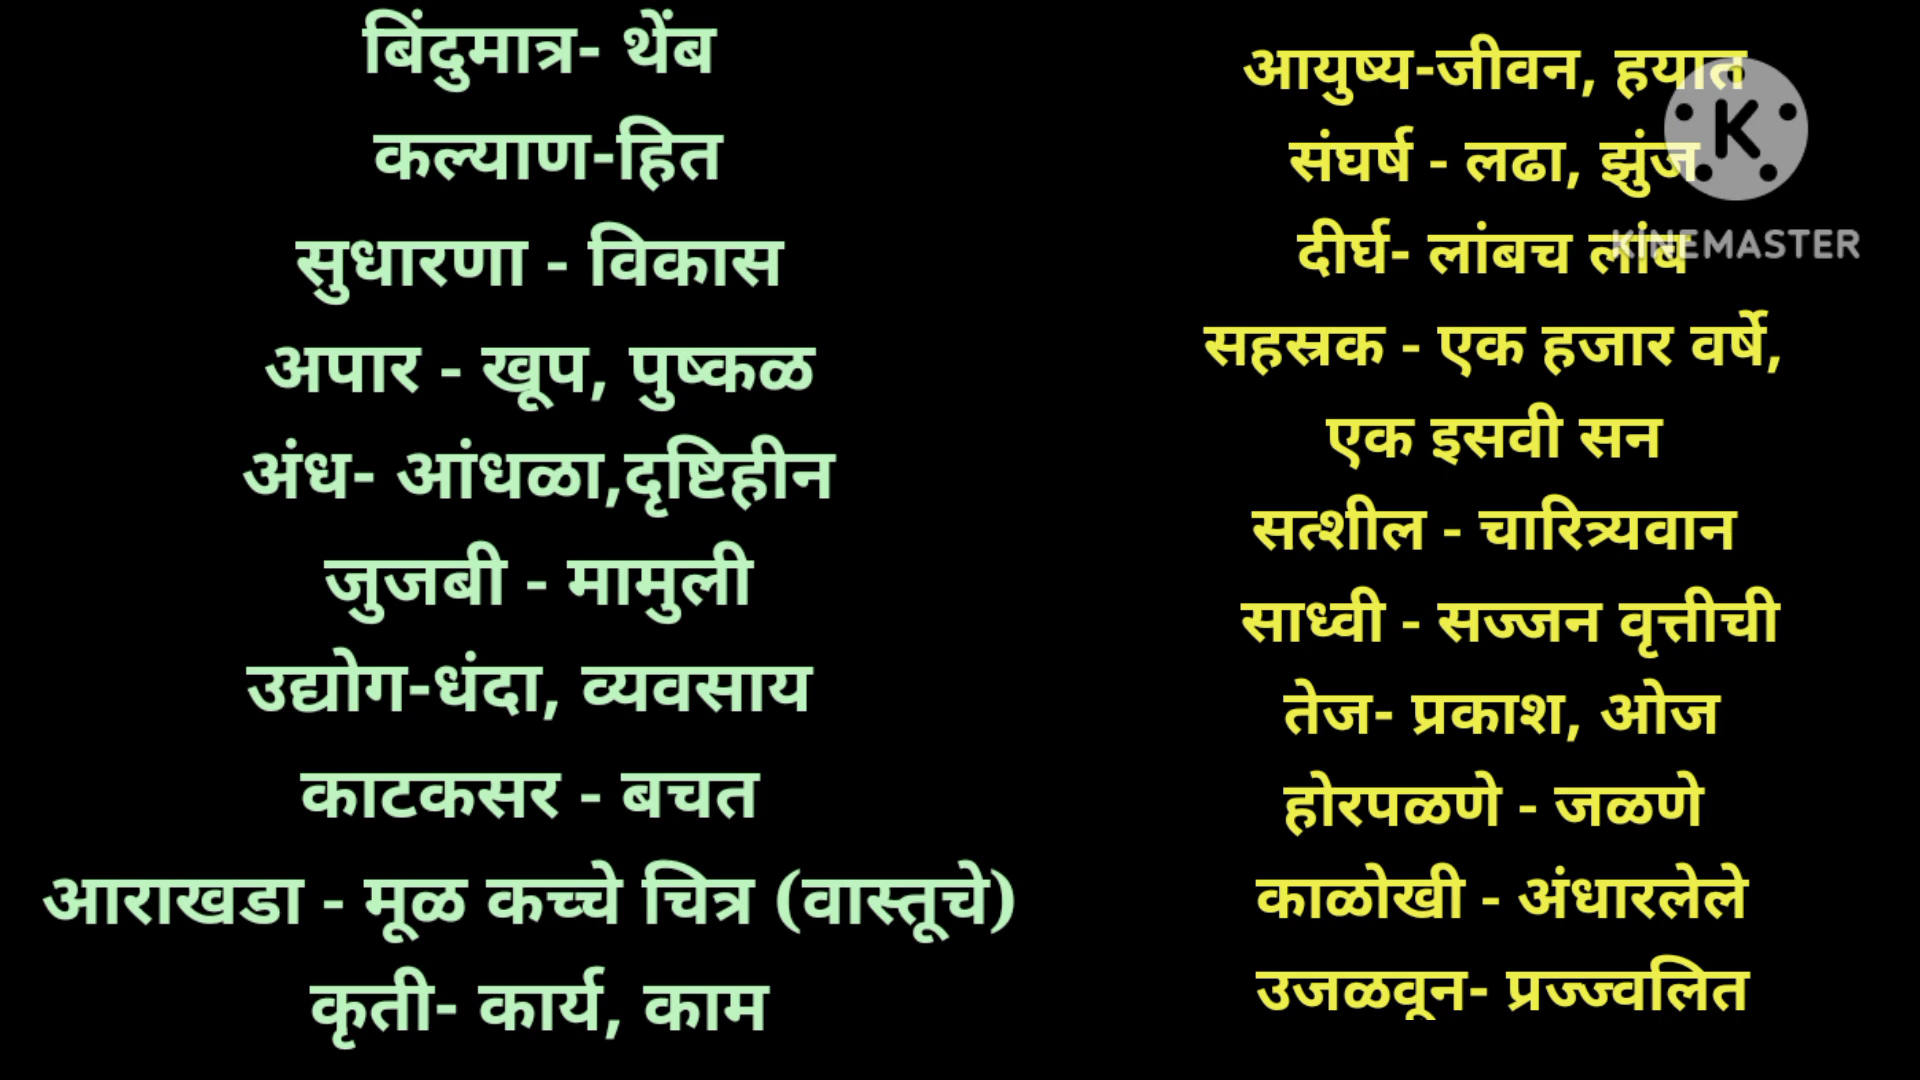 बिंदुमात्र- थेंब
कल्याण-हित
सुधारणा - विकास
अपार - खूप, पुष्कळ
अंध- आंधळा,दृष्टिहीन
जुजबी - मामुली
उद्योग-धंदा, व्यवसाय
काटकसर - बचत
आराखडा - मूळ कच्चे चित्र (वास्तूचे)
कृती- कार्य, काम
आयुष्य-जीवन, हयात
संघर्ष - लढा, झुंज
दीर्घ- लांबच लांब
सहस्रक - एक हजार वर्षे,
एक इसवी सन
सत्शील - चारित्र्यवान
साध्वी - सज्जन वृत्तीची
तेज- प्रकाश, ओज
होरपळणे - जळणे
काळोखी - अंधारलेले
उजळवून- प्रज्ज्वलित
K
KINEMASTER